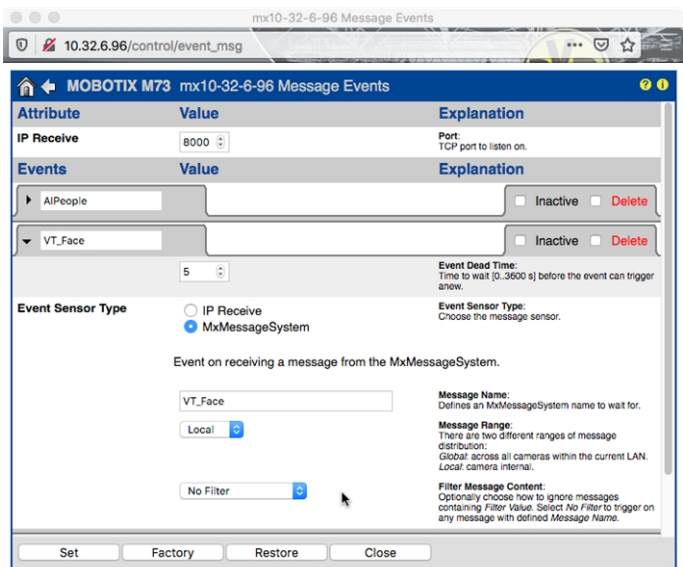 mx10-32-6-96 Message Events
10.32.6.96/control/event_msg
MOBOTIX M73 mx10-32-6-96 Message Events
Attribute Value Explanation
IP Receive 8000 Port:
TCP port to listen on.
Events Value Explanation
AIPeople Inactive Delete
VT_Face Inactive Delete
5 Event Dead Time:
Time to wait [0..3600 s] before the event can trigger
anew.
Event Sensor Type IP Receive Event Sensor Type:
MxMessageSystem Choose the message sensor.
Event on receiving a message from the MxMessageSystem.
VT_Face Message Name:
Defines an MxMessageSystem name to wait for.
Local Message Range:
There are two different ranges of message
distribution:
Global: across all cameras within the current LAN.
Local: camera internal.
No Filter Filter Message Content:
Optionally choose how to ignore messages
containing Filter Value. Select No Filter to trigger on
any message with defined Message Name.
Set Factory Restore Close